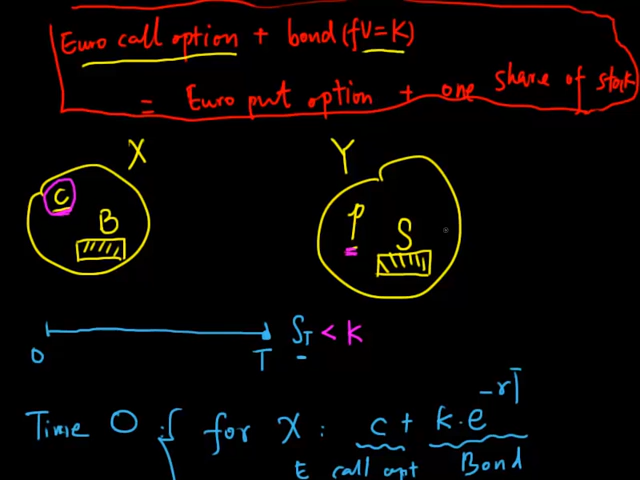 Euro call option + bond (fV=K)
= Euro put option + one share of stock
X Y
C B P S
0 T S_T < K
Time 0 : for X : c + k.e^-rT
E call opt Bond